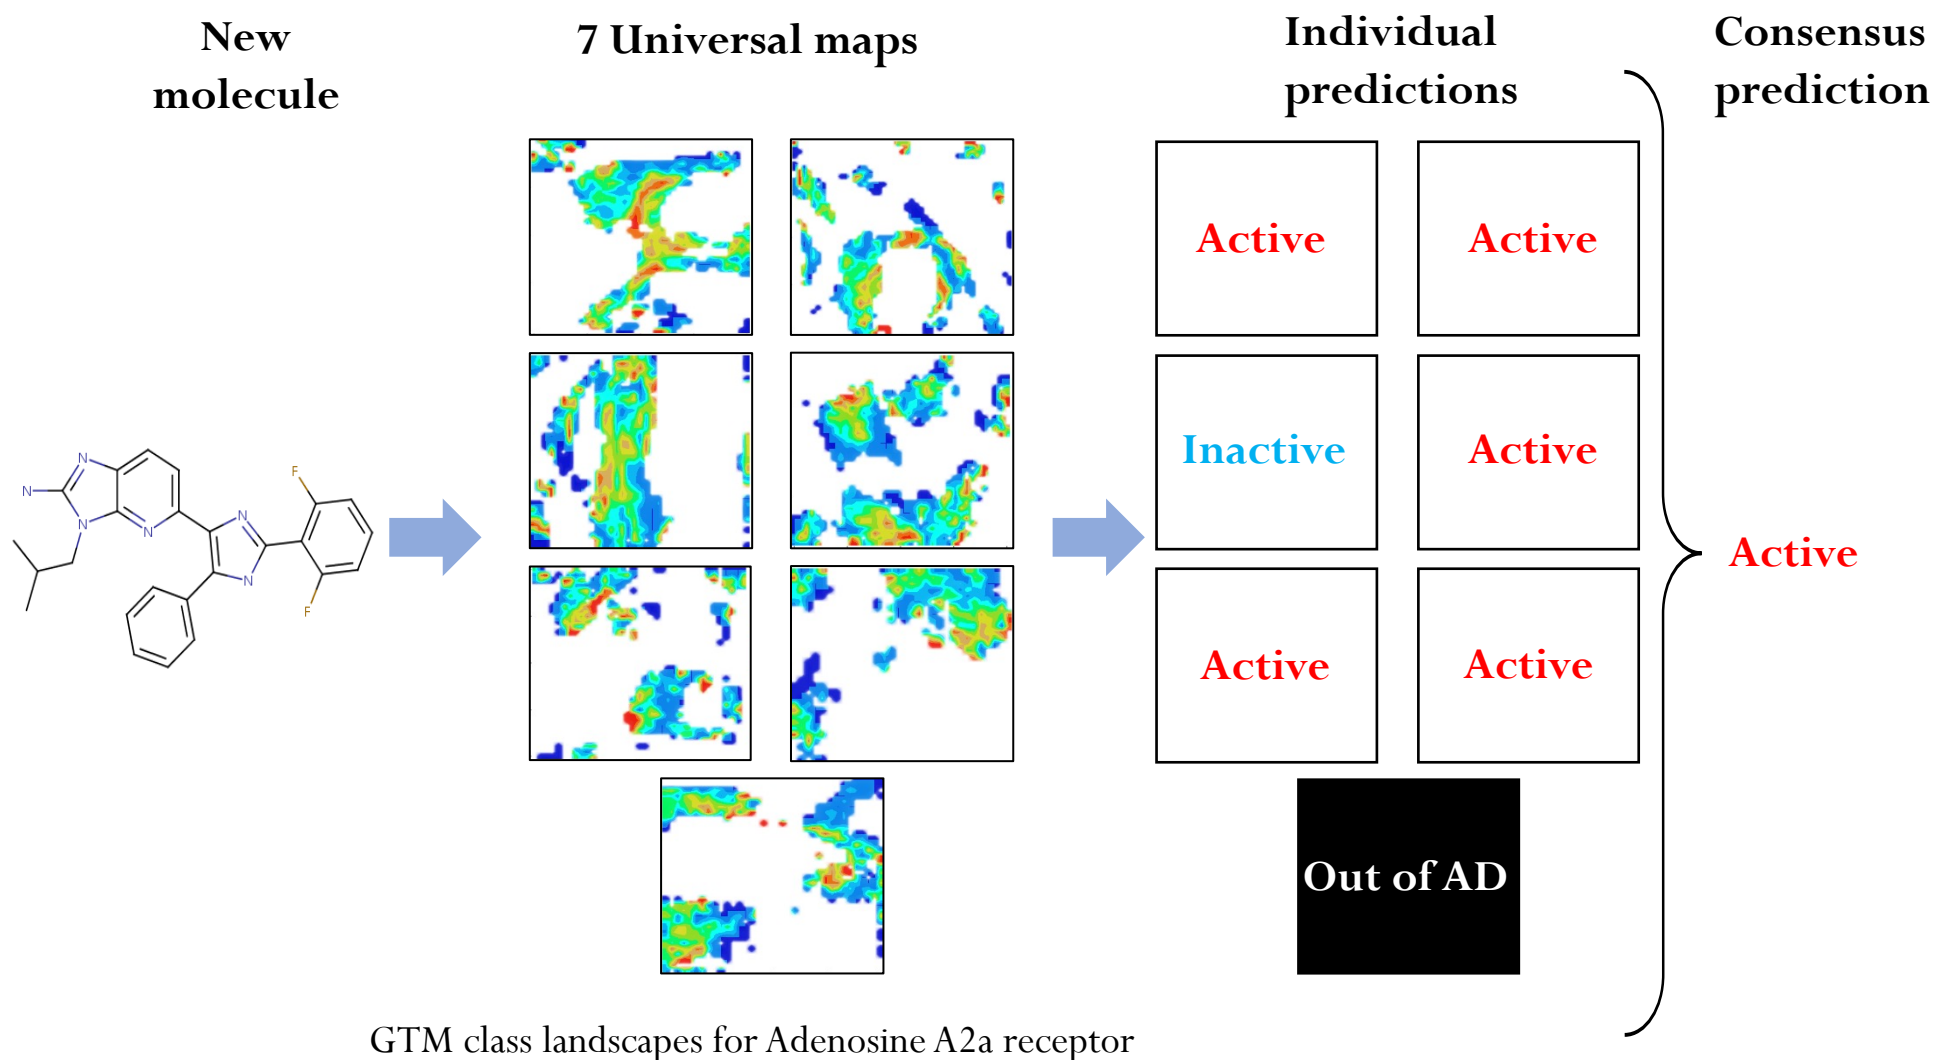 New
molecule
7 Universal maps
Individual
predictions
Consensus
prediction
Active
Active
Inactive
Active
Active
Active
Out of AD
Active
N
N
N
N
N
N
F
F
GTM class landscapes for Adenosine A2a receptor